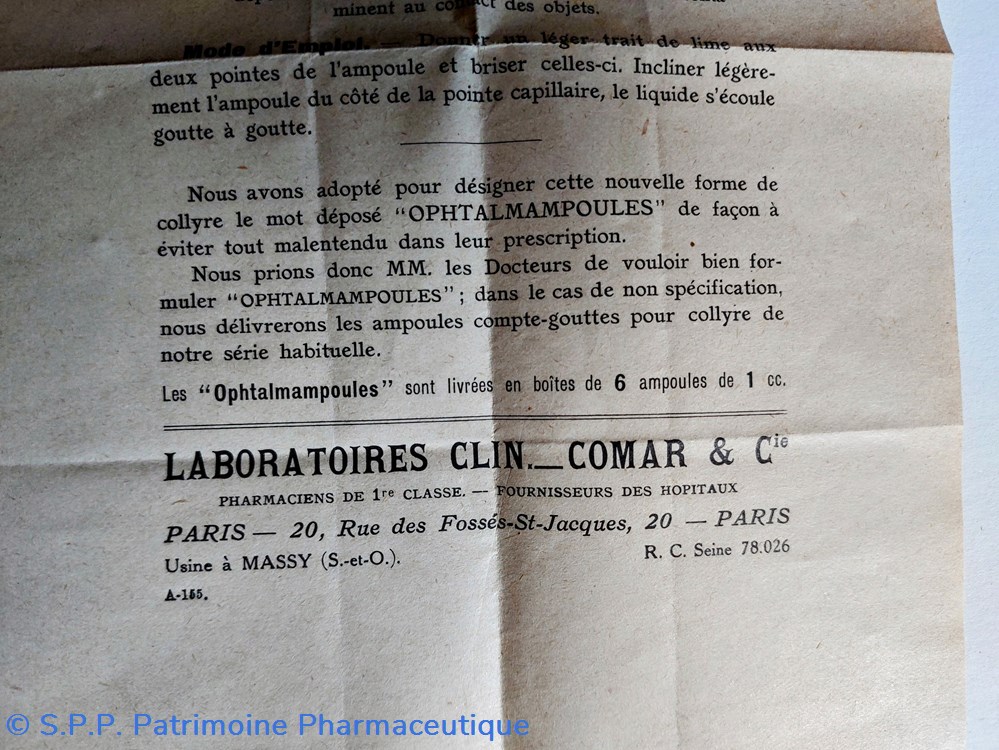 minent au contact des objets.
Mode d'Emploi. — Donner un léger trait de lime aux
deux pointes de l'ampoule et briser celles-ci. Incliner légère-
ment l'ampoule du côté de la pointe capillaire, le liquide s'écoule
goutte à goutte.
Nous avons adopté pour désigner cette nouvelle forme de
collyre le mot déposé “OPHTALMAMPOULES” de façon à
éviter tout malentendu dans leur prescription.
Nous prions donc MM. les Docteurs de vouloir bien for-
muler “OPHTALMAMPOULES” ; dans le cas de non spécification,
nous délivrerons les ampoules compte-gouttes pour collyre de
notre série habituelle.
Les “Ophtalmampoules” sont livrées en boîtes de 6 ampoules de 1 cc.
LABORATOIRES CLIN._COMAR & Cie
PHARMACIENS DE 1re CLASSE. — FOURNISSEURS DES HOPITAUX
PARIS — 20, Rue des Fossés-St-Jacques, 20 — PARIS
Usine à MASSY (S.-et-O.). R. C. Seine 78.026
A-155.
© S.P.P. Patrimoine Pharmaceutique